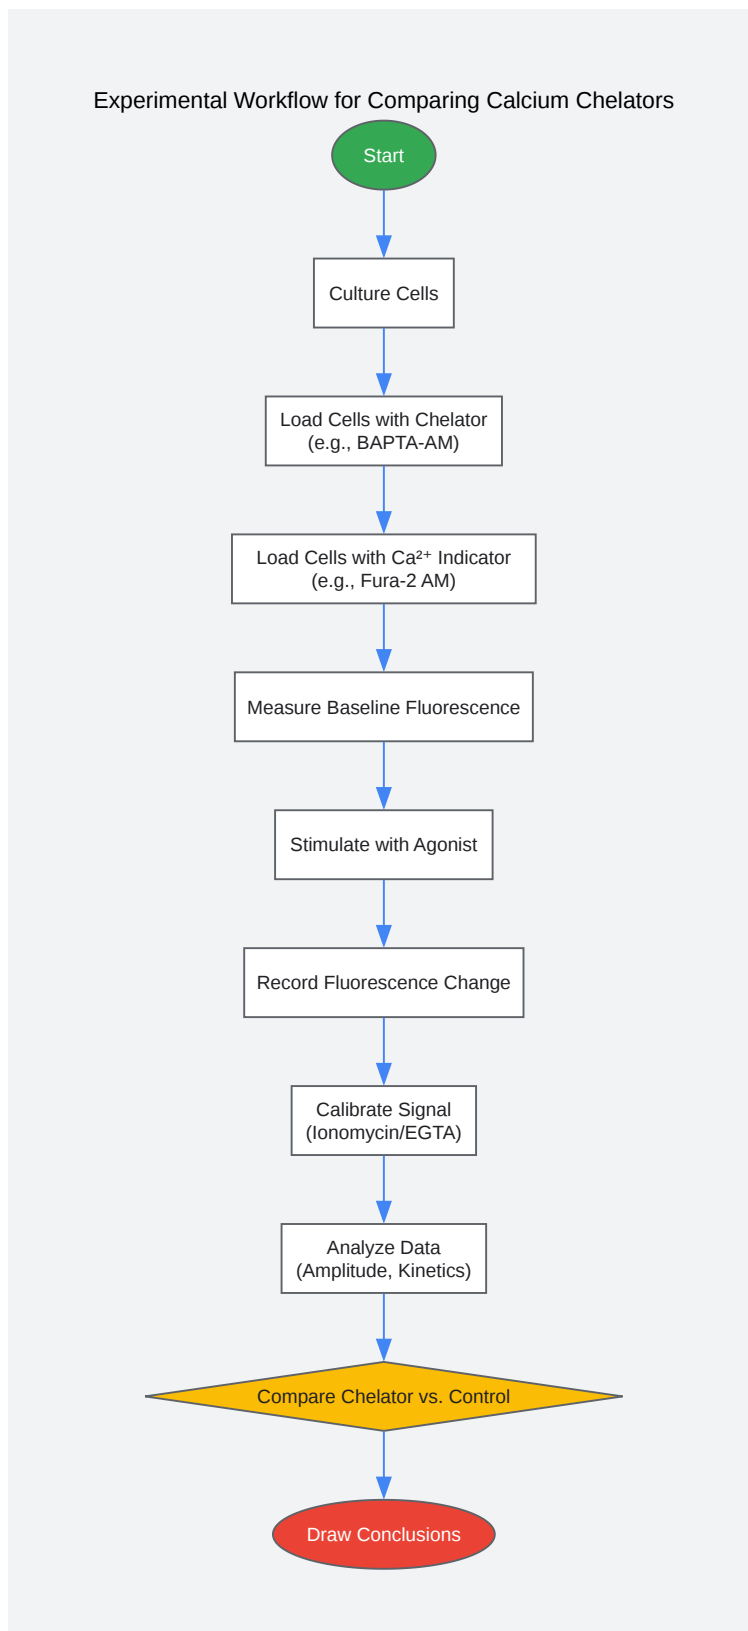 Experimental Workflow for Comparing Calcium Chelators
Start
Culture Cells
Load Cells with Chelator
(e.g., BAPTA-AM)
Load Cells with Ca²⁺ Indicator
(e.g., Fura-2 AM)
Measure Baseline Fluorescence
Stimulate with Agonist
Record Fluorescence Change
Calibrate Signal
(Ionomycin/EGTA)
Analyze Data
(Amplitude, Kinetics)
Compare Chelator vs. Control
Draw Conclusions